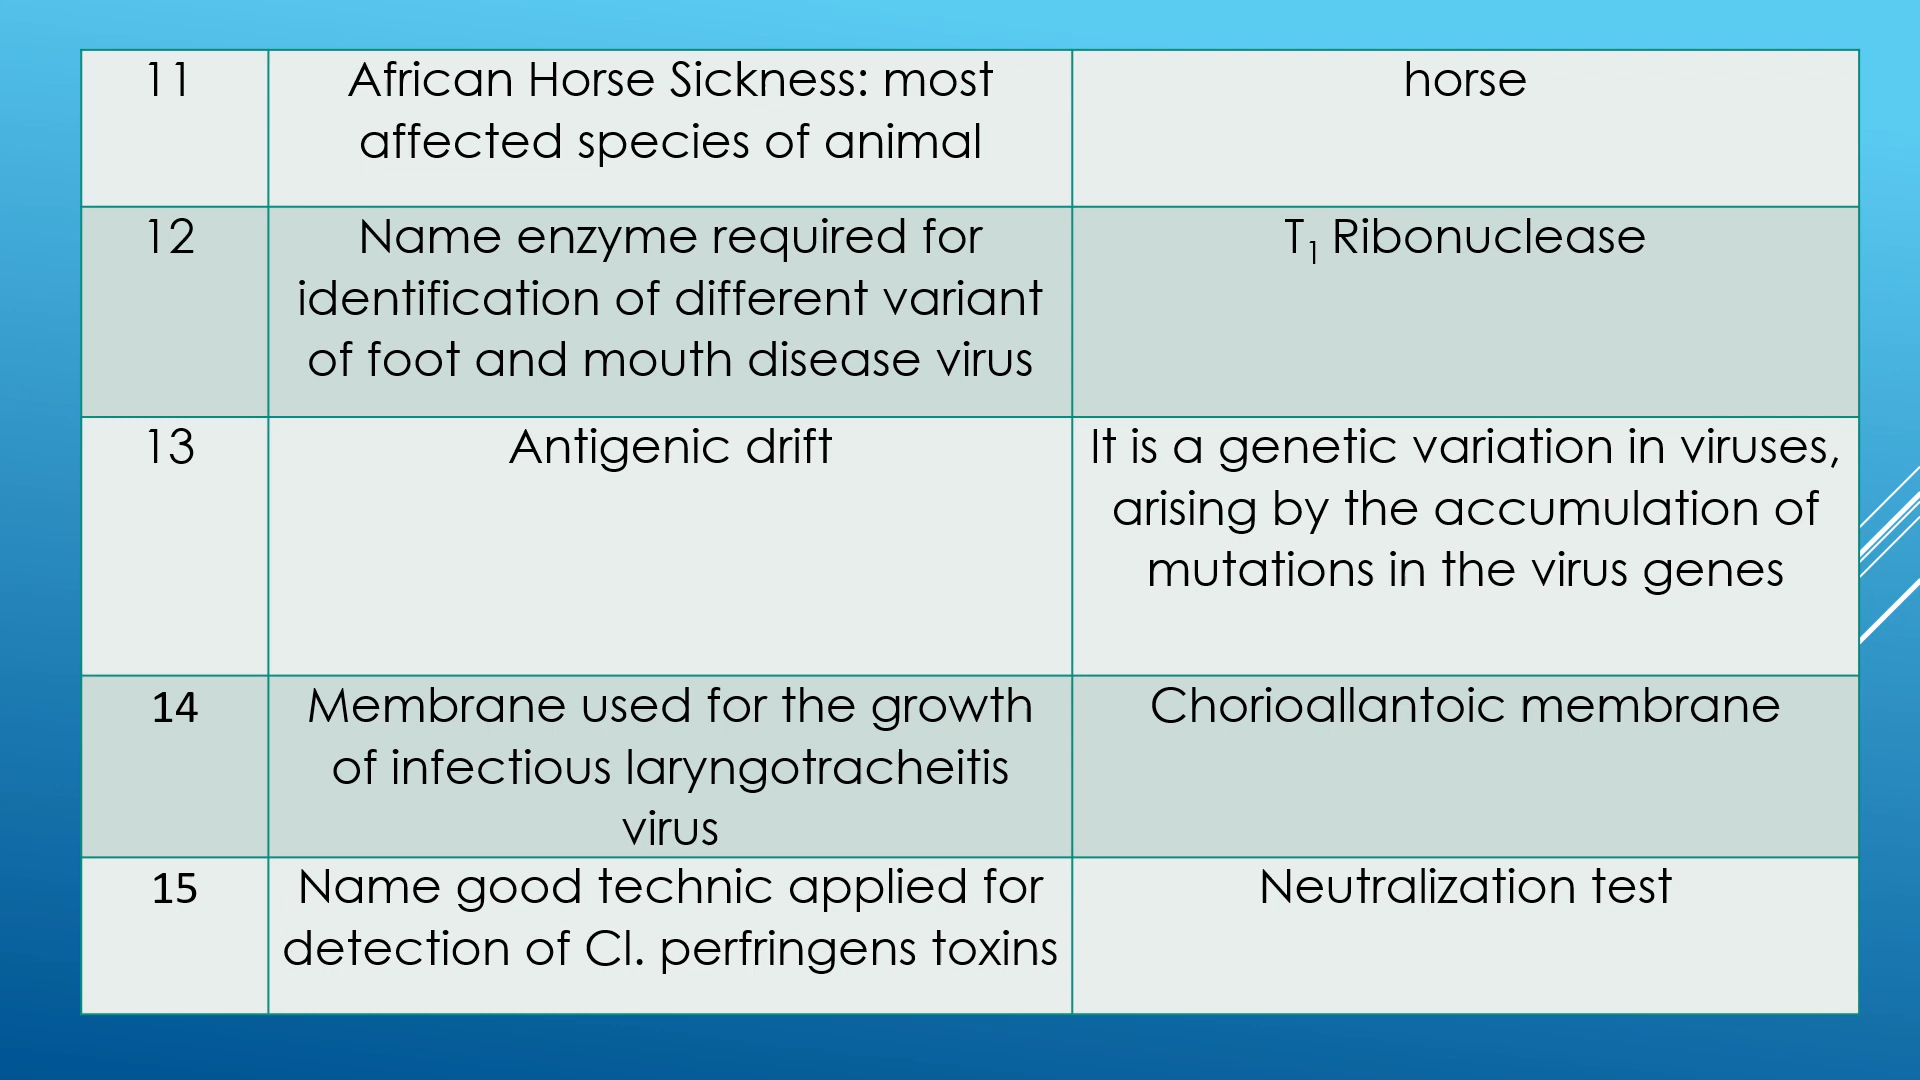 11
African Horse Sickness: most
affected species of animal
horse
12
Name enzyme required for
identification of different variant
of foot and mouth disease virus
T₁ Ribonuclease
13
Antigenic drift
It is a genetic variation in viruses,
arising by the accumulation of
mutations in the virus genes
14
Membrane used for the growth
of infectious laryngotracheitis
virus
Chorioallantoic membrane
15
Name good technic applied for
detection of Cl. perfringens toxins
Neutralization test